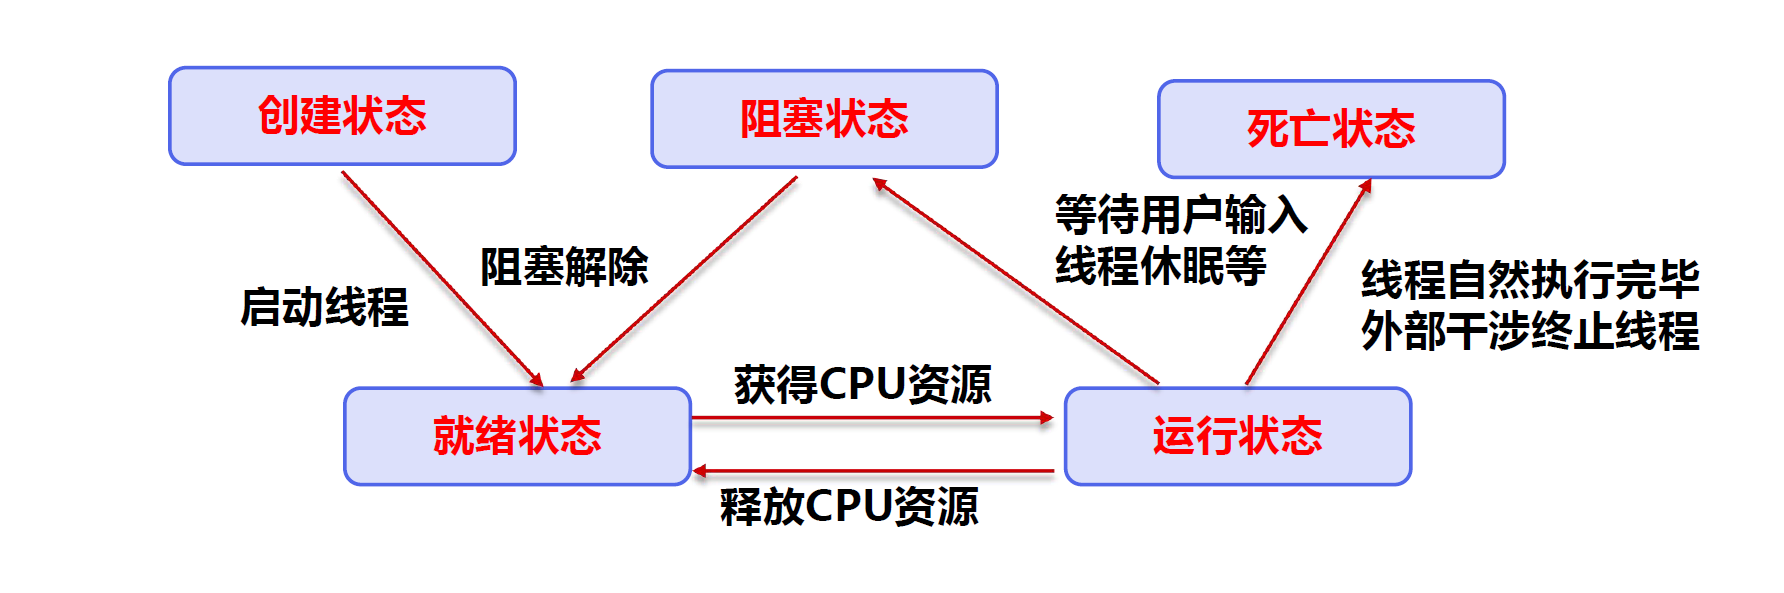 创建状态
阻塞状态
死亡状态
等待用户输入
线程休眠等
阻塞解除
启动线程
线程自然执行完毕
外部干涉终止线程
获得CPU资源
就绪状态
运行状态
释放CPU资源